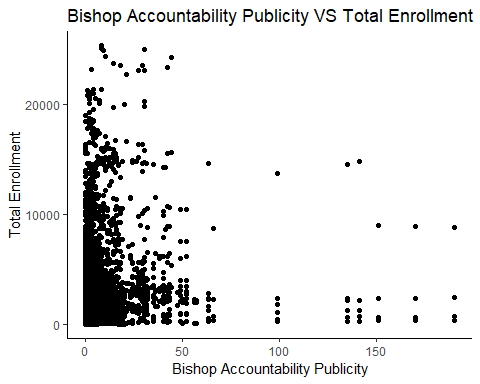 Bishop Accountability Publicity VS Total Enrollment
Total Enrollment
20000
10000
0
0
50
100
150
Bishop Accountability Publicity